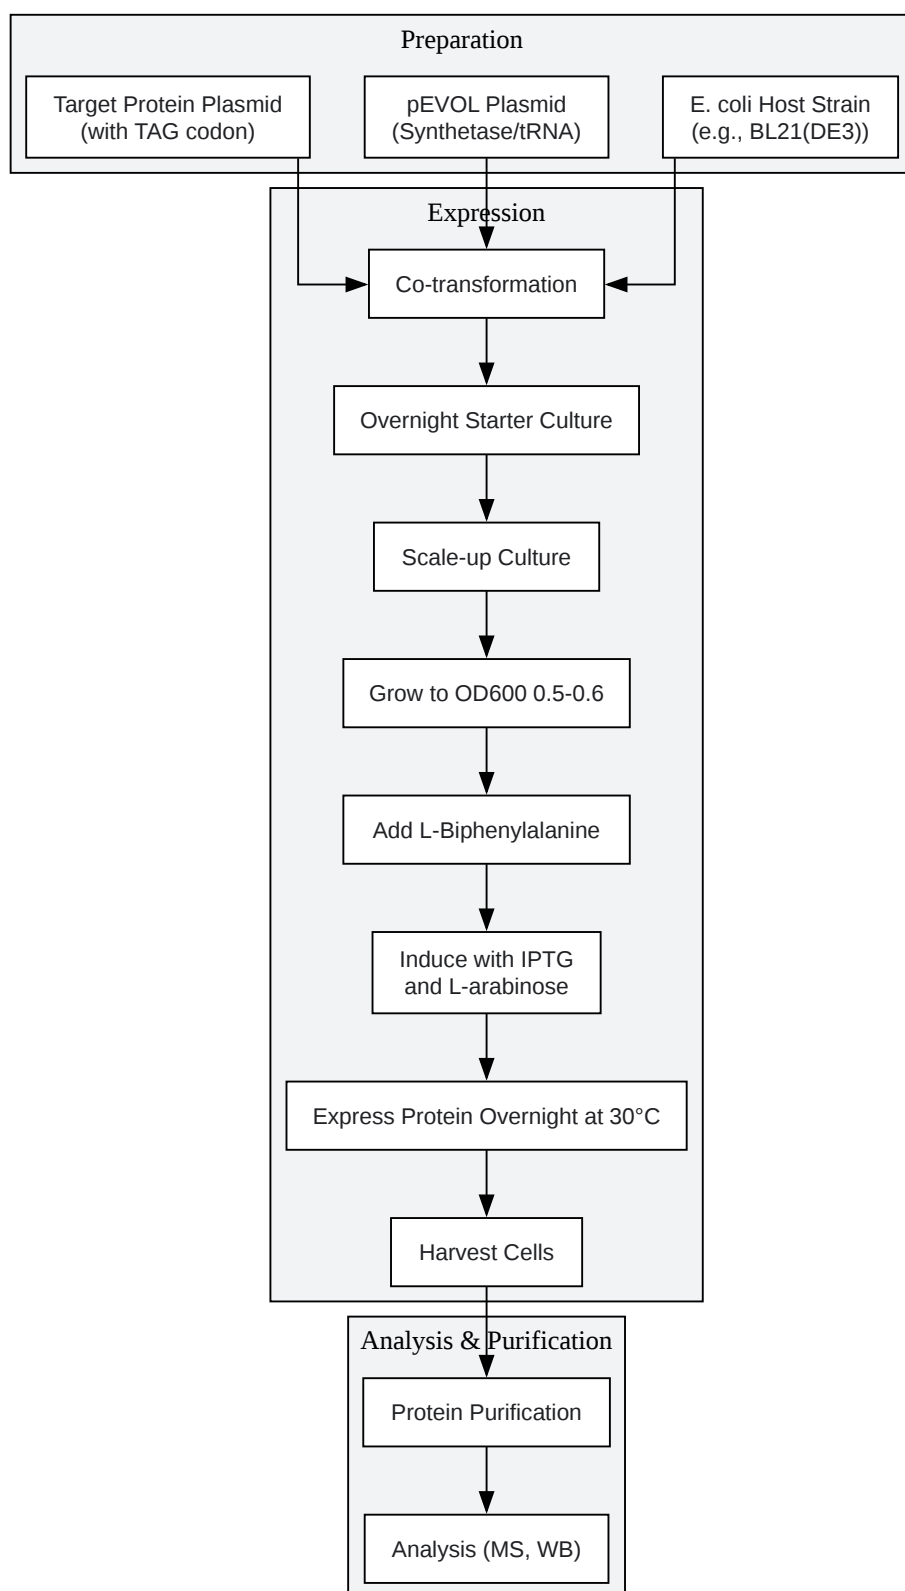 Preparation
Target Protein Plasmid
(with TAG codon)
pEVOL Plasmid
(Synthetase/tRNA)
E. coli Host Strain
(e.g., BL21(DE3))
Expression
Co-transformation
Overnight Starter Culture
Scale-up Culture
Grow to OD600 0.5-0.6
Add L-Biphenylalanine
Induce with IPTG
and L-arabinose
Express Protein Overnight at 30°C
Harvest Cells
Analysis & Purification
Protein Purification
Analysis (MS, WB)